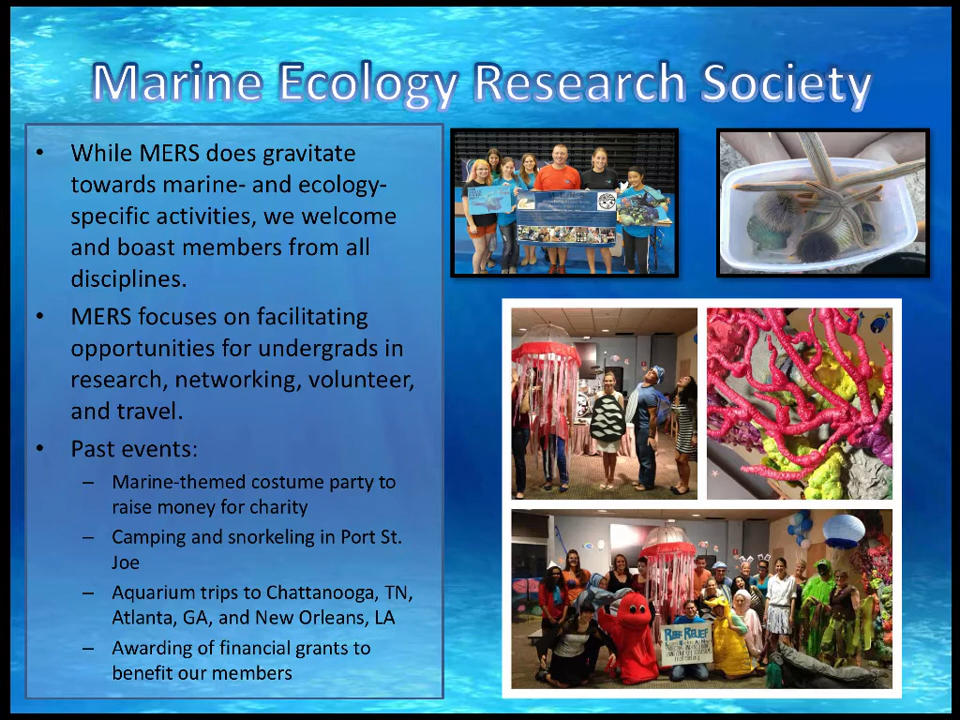 Marine Ecology Research Society
• While MERS does gravitate
towards marine- and ecology-
specific activities, we welcome
and boast members from all
disciplines.
• MERS focuses on facilitating
opportunities for undergrads in
research, networking, volunteer,
and travel.
• Past events:
– Marine-themed costume party to
raise money for charity
– Camping and snorkeling in Port St.
Joe
– Aquarium trips to Chattanooga, TN,
Atlanta, GA, and New Orleans, LA
– Awarding of financial grants to
benefit our members
REEF RELIEF